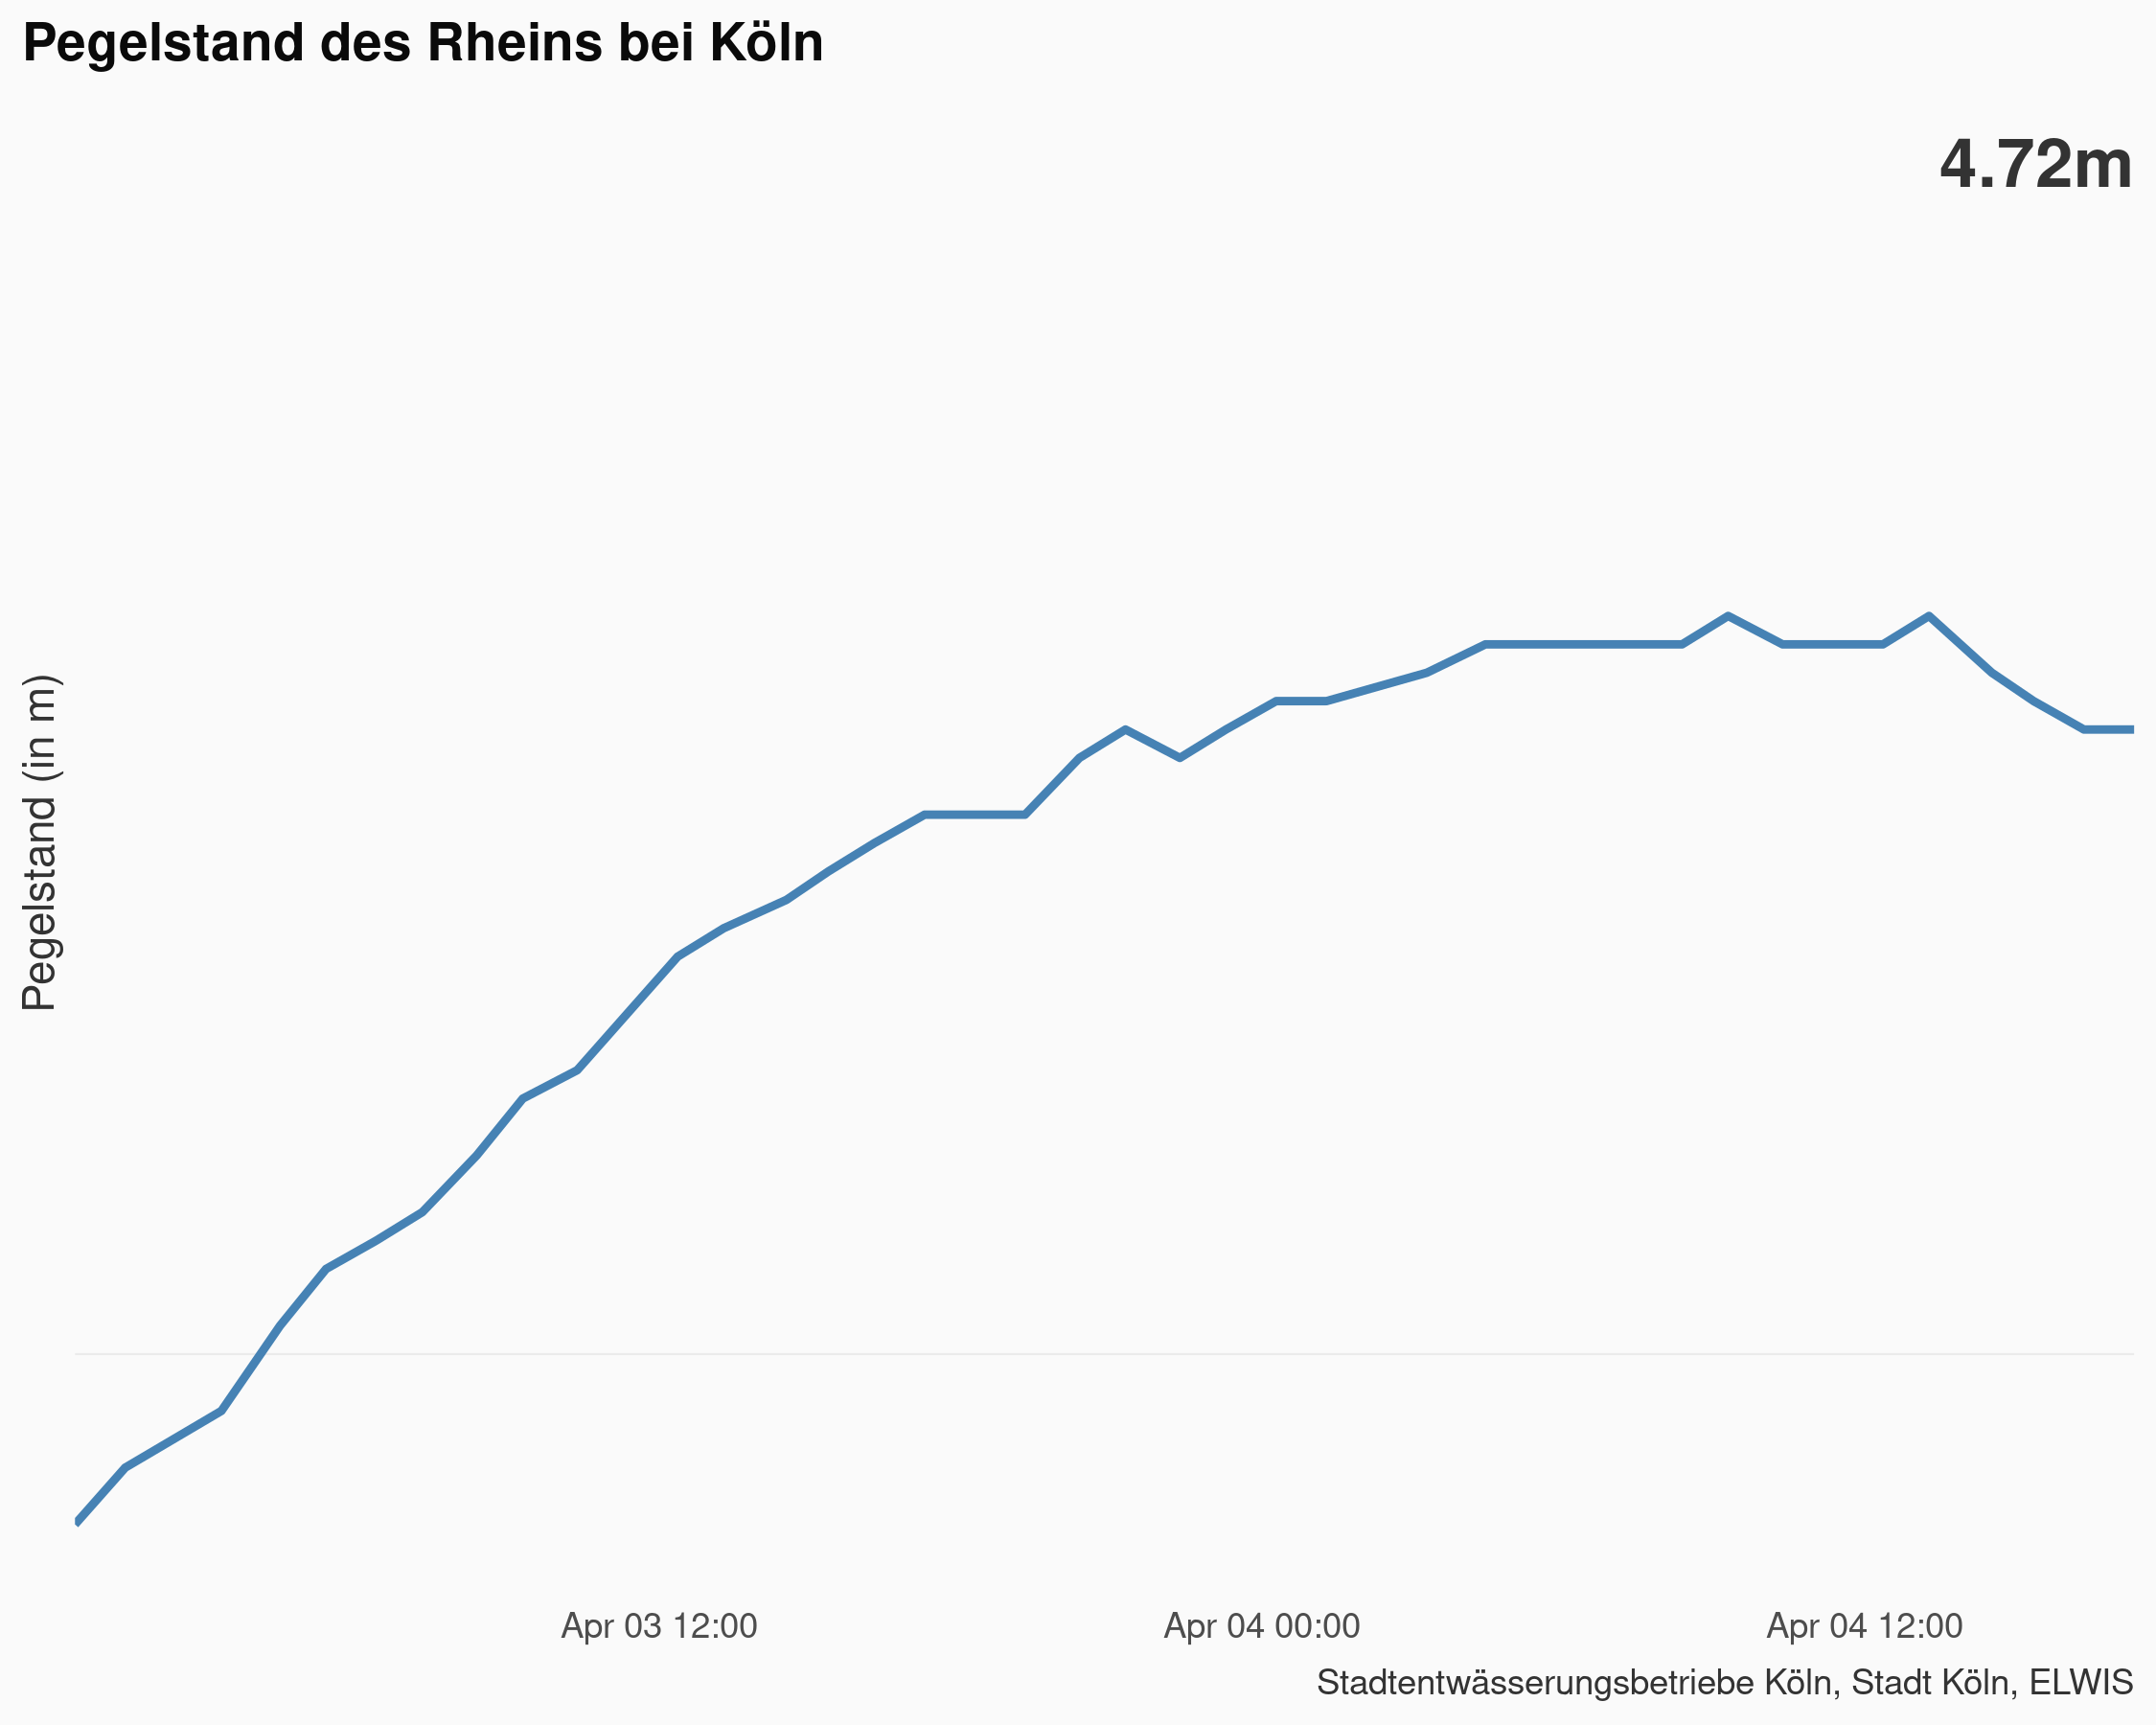 Pegelstand des Rheins bei Köln
4.72m
Pegelstand (in m)
Apr 03 12:00
Apr 04 00:00
Apr 04 12:00
Stadtentwässerungsbetriebe Köln, Stadt Köln, ELWIS